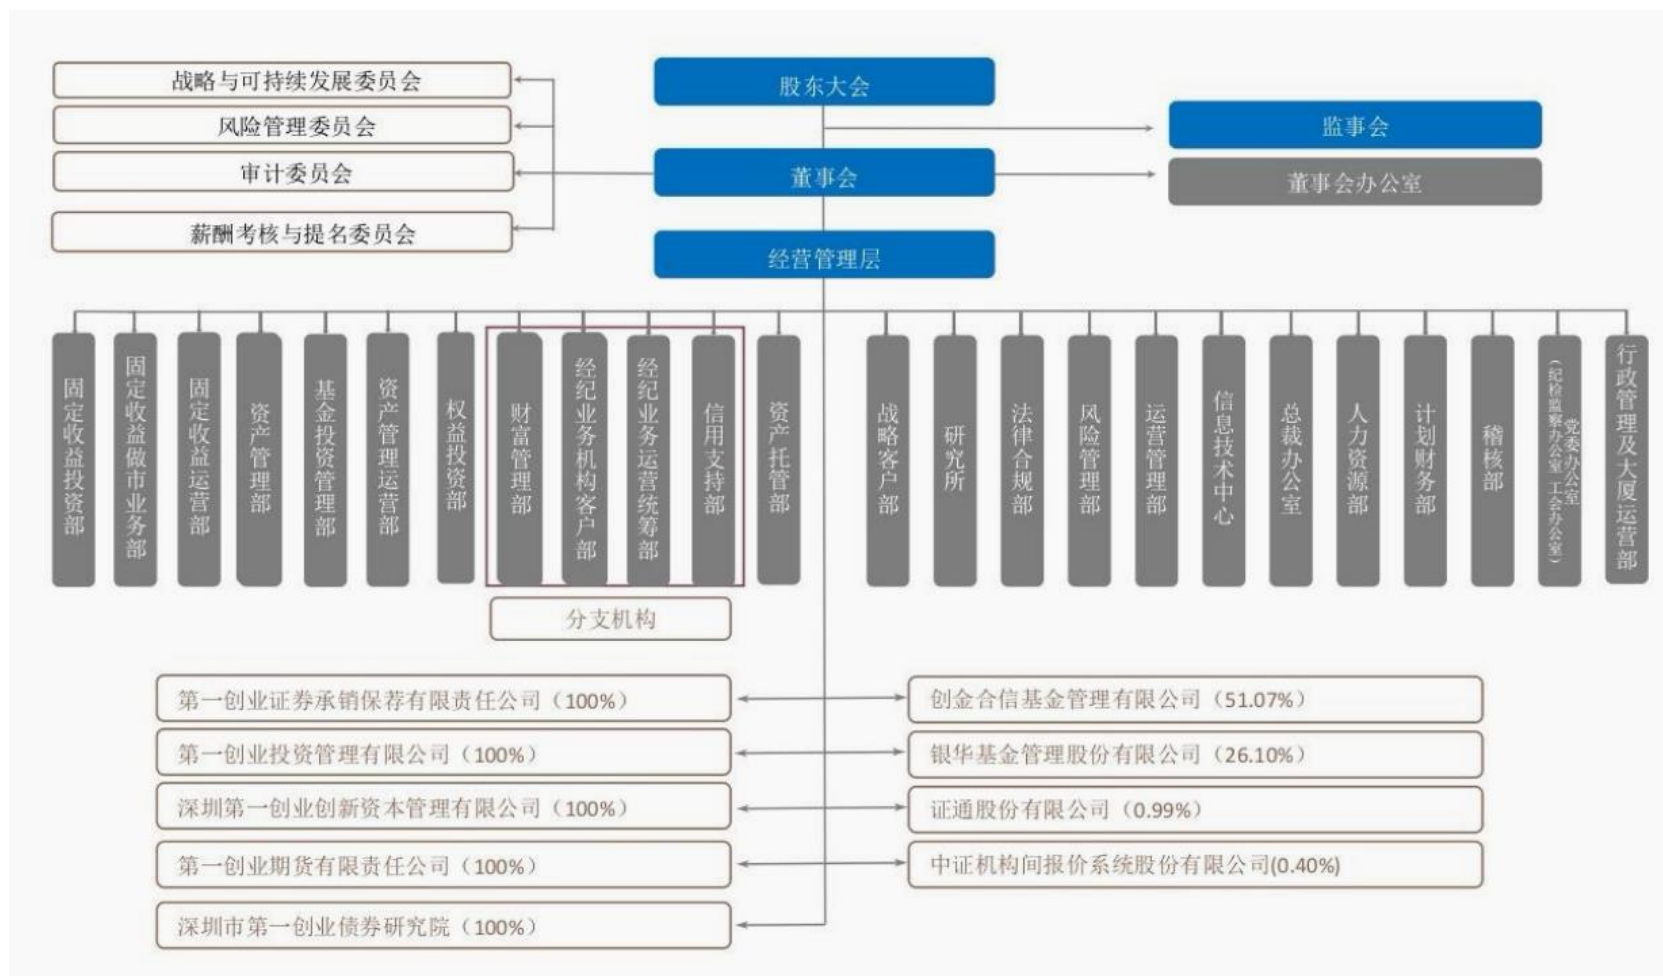 股东大会
监事会
董事会
董事会办公室
经营管理层
战略与可持续发展委员会
风险管理委员会
审计委员会
薪酬考核与提名委员会
固定收益投资部
固定收益做市业务部
固定收益运营部
资产管理部
基金投资管理部
资产管理运营部
权益投资部
财富管理部
经纪业务机构客户部
经纪业务运营统筹部
信用支持部
资产托管部
战略客户部
研究所
法律合规部
风险管理部
运营管理部
信息技术中心
总裁办公室
人力资源部
计划财务部
稽核部
党委办公室
（纪检监察办公室 工会办公室）
行政管理及大厦运营部
分支机构
第一创业证券承销保荐有限责任公司（100%）
第一创业投资管理有限公司（100%）
深圳第一创业创新资本管理有限公司（100%）
第一创业期货有限责任公司（100%）
深圳市第一创业债券研究院（100%）
创金合信基金管理有限公司（51.07%）
银华基金管理股份有限公司（26.10%）
证通股份有限公司（0.99%）
中证机构间报价系统股份有限公司(0.40%)